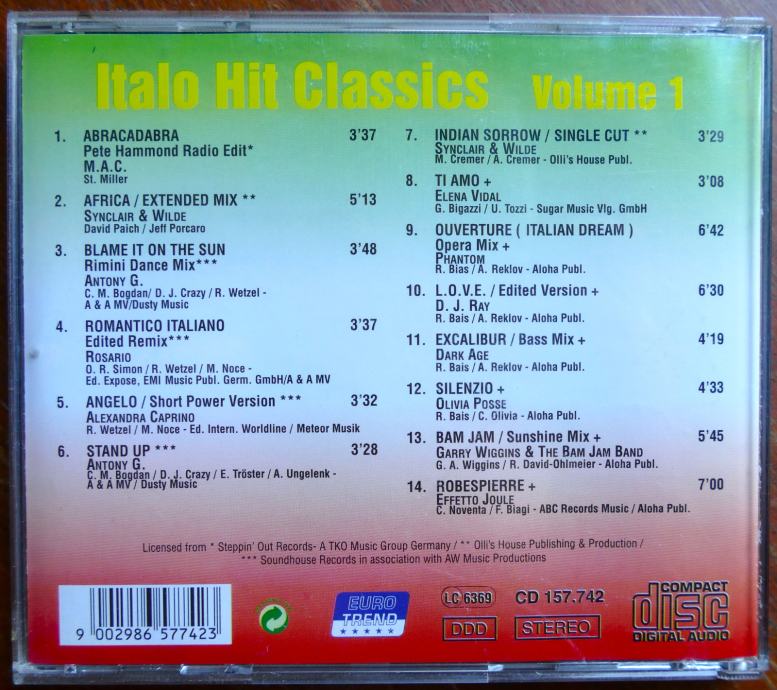 Italo Hit Classics Volume 1
1. ABRACADABRA 3'37
Pete Hammond Radio Edit*
M.A.C.
St. Miller
2. AFRICA / EXTENDED MIX ** 5'13
SYNCLAIR & WILDE
David Paich / Jeff Porcaro
3. BLAME IT ON THE SUN 3'48
Rimini Dance Mix***
ANTONY G.
C. M. Bogdan/ D. J. Crazy / R. Wetzel -
A & A MV/Dusty Music
4. ROMANTICO ITALIANO 3'37
Edited Remix***
ROSARIO
O. R. Simon / R. Wetzel / M. Noce -
Ed. Expose, EMI Music Publ. Germ. GmbH/A & A MV
5. ANGELO / Short Power Version *** 3'32
ALEXANDRA CAPRINO
R. Wetzel / M. Noce - Ed. Intern. Worldline / Meteor Musik
6. STAND UP *** 3'28
ANTONY G.
C. M. Bogdan / D. J. Crazy / E. Tröster / A. Ungelenk -
A & A MV / Dusty Music
7. INDIAN SORROW / SINGLE CUT ** 3'29
SYNCLAIR & WILDE
M. Cremer / A. Cremer - Olli's House Publ.
8. TI AMO + 3'08
ELENA VIDAL
G. Bigazzi / U. Tozzi - Sugar Music Vlg. GmbH
9. OUVERTURE ( ITALIAN DREAM ) 6'42
Opera Mix +
PHANTOM
R. Bias / A. Reklov - Aloha Publ.
10. L.O.V.E. / Edited Version + 6'30
D. J. RAY
R. Bais / A. Reklov - Aloha Publ.
11. EXCALIBUR / Bass Mix + 4'19
DARK AGE
R. Bais / A. Reklov - Aloha Publ.
12. SILENZIO + 4'33
OLIVIA POSSE
R. Bais / C. Olivia - Aloha Publ.
13. BAM JAM / Sunshine Mix + 5'45
GARRY WIGGINS & THE BAM JAM BAND
G. A. Wiggins / R. David-Ohlmeier - Aloha Publ.
14. ROBESPIERRE + 7'00
EFFETTO JOULE
C. Noventa / F. Biagi - ABC Records Music / Aloha Publ.
Licensed from * Steppin' Out Records- A TKO Music Group Germany / ** Olli's House Publishing & Production /
*** Soundhouse Records in association with AW Music Productions
9 002986 577423
EURO
TREND
LC 6369 CD 157.742
DDD STEREO
COMPACT
disc
DIGITAL AUDIO